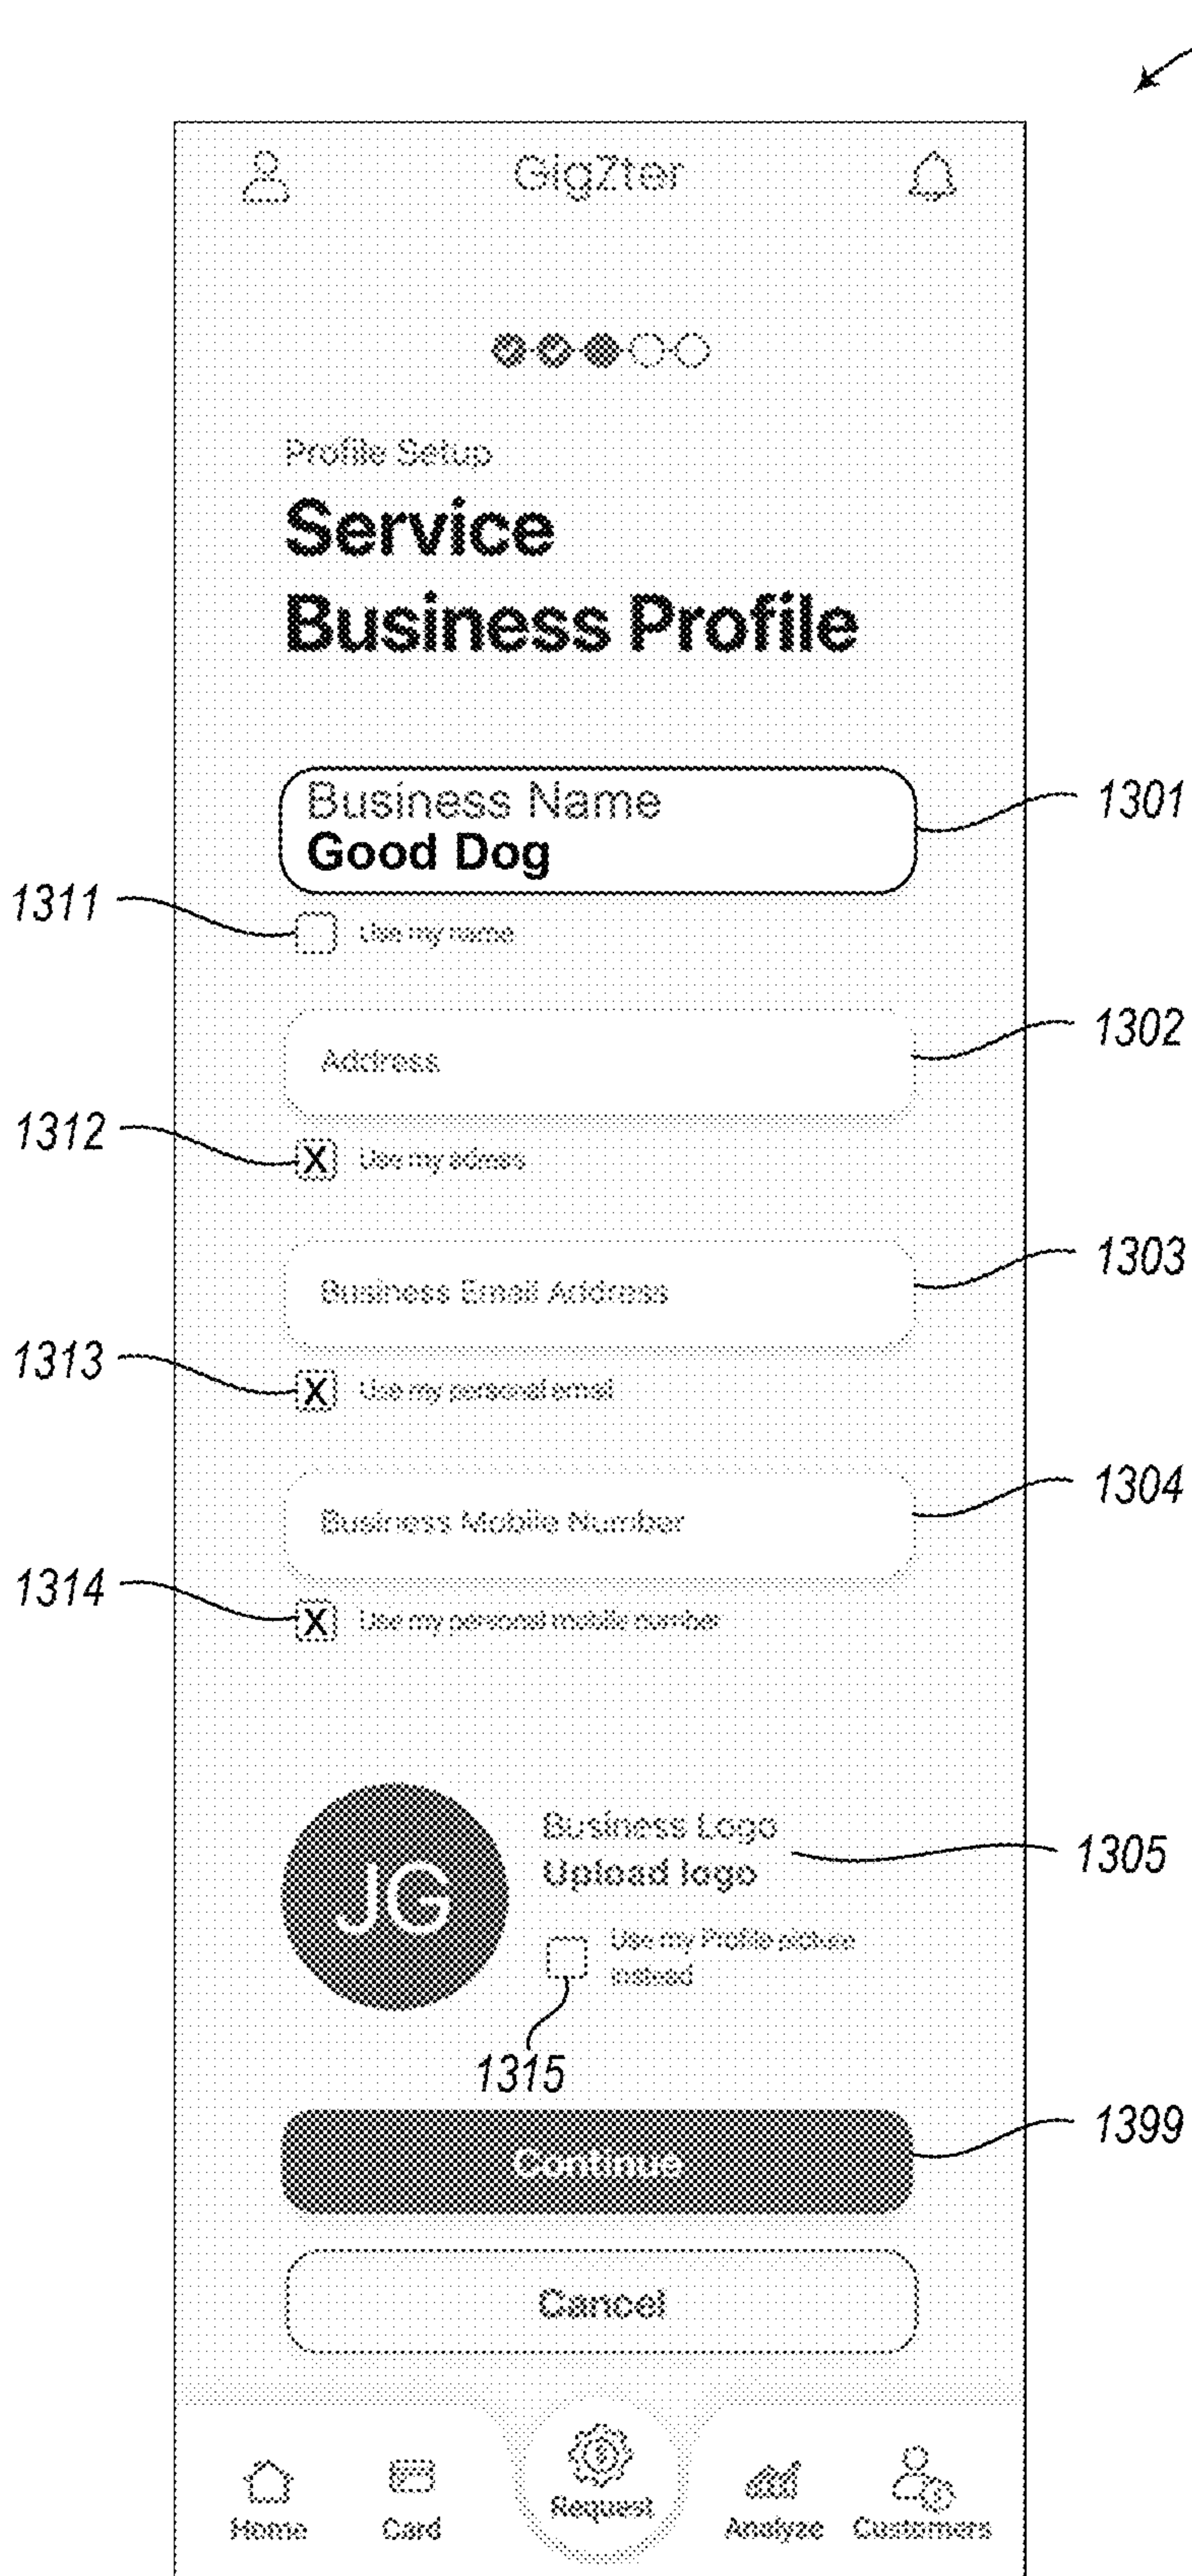 GigZter
Profile Setup
Service
Business Profile
Business Name
Good Dog
1301
1311
Use my name
1302
Address
1312
X Use my adress
1303
Business Email Address
1313
X Use my personal email
1304
Business Mobile Number
1314
X Use my personal mobile number
Business Logo
Upload logo
1305
JG
Use my Profile picture
instead
1315
1399
Continue
Cancel
Home
Card
Request
Analyze
Customers